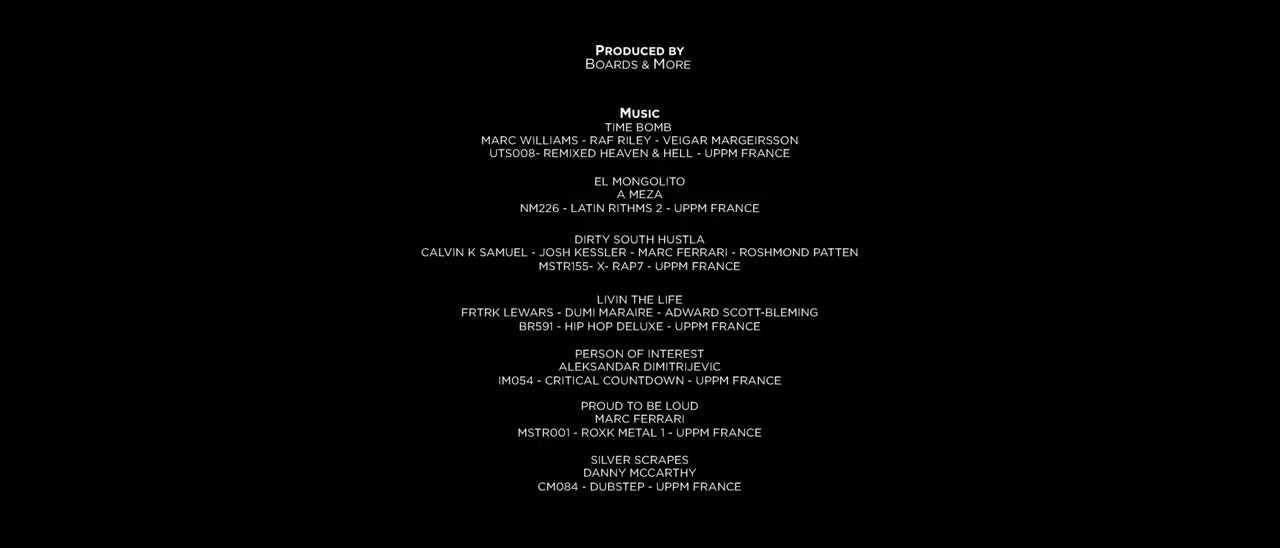 PRODUCED BY
BOARDS & MORE
MUSIC
TIME BOMB
MARC WILLIAMS - RAF RILEY - VEIGAR MARGEIRSSON
UTS008- REMIXED HEAVEN & HELL - UPPM FRANCE
EL MONGOLITO
A MEZA
NM226 - LATIN RITHMS 2 - UPPM FRANCE
DIRTY SOUTH HUSTLA
CALVIN K SAMUEL - JOSH KESSLER - MARC FERRARI - ROSHMOND PATTEN
MSTR155- X- RAP7 - UPPM FRANCE
LIVIN THE LIFE
FRTRK LEWARS - DUMI MARAIRE - ADWARD SCOTT-BLEMING
BR591 - HIP HOP DELUXE - UPPM FRANCE
PERSON OF INTEREST
ALEKSANDAR DIMITRIJEVIC
IM054 - CRITICAL COUNTDOWN - UPPM FRANCE
PROUD TO BE LOUD
MARC FERRARI
MSTR001 - ROXK METAL 1 - UPPM FRANCE
SILVER SCRAPES
DANNY MCCARTHY
CM084 - DUBSTEP - UPPM FRANCE